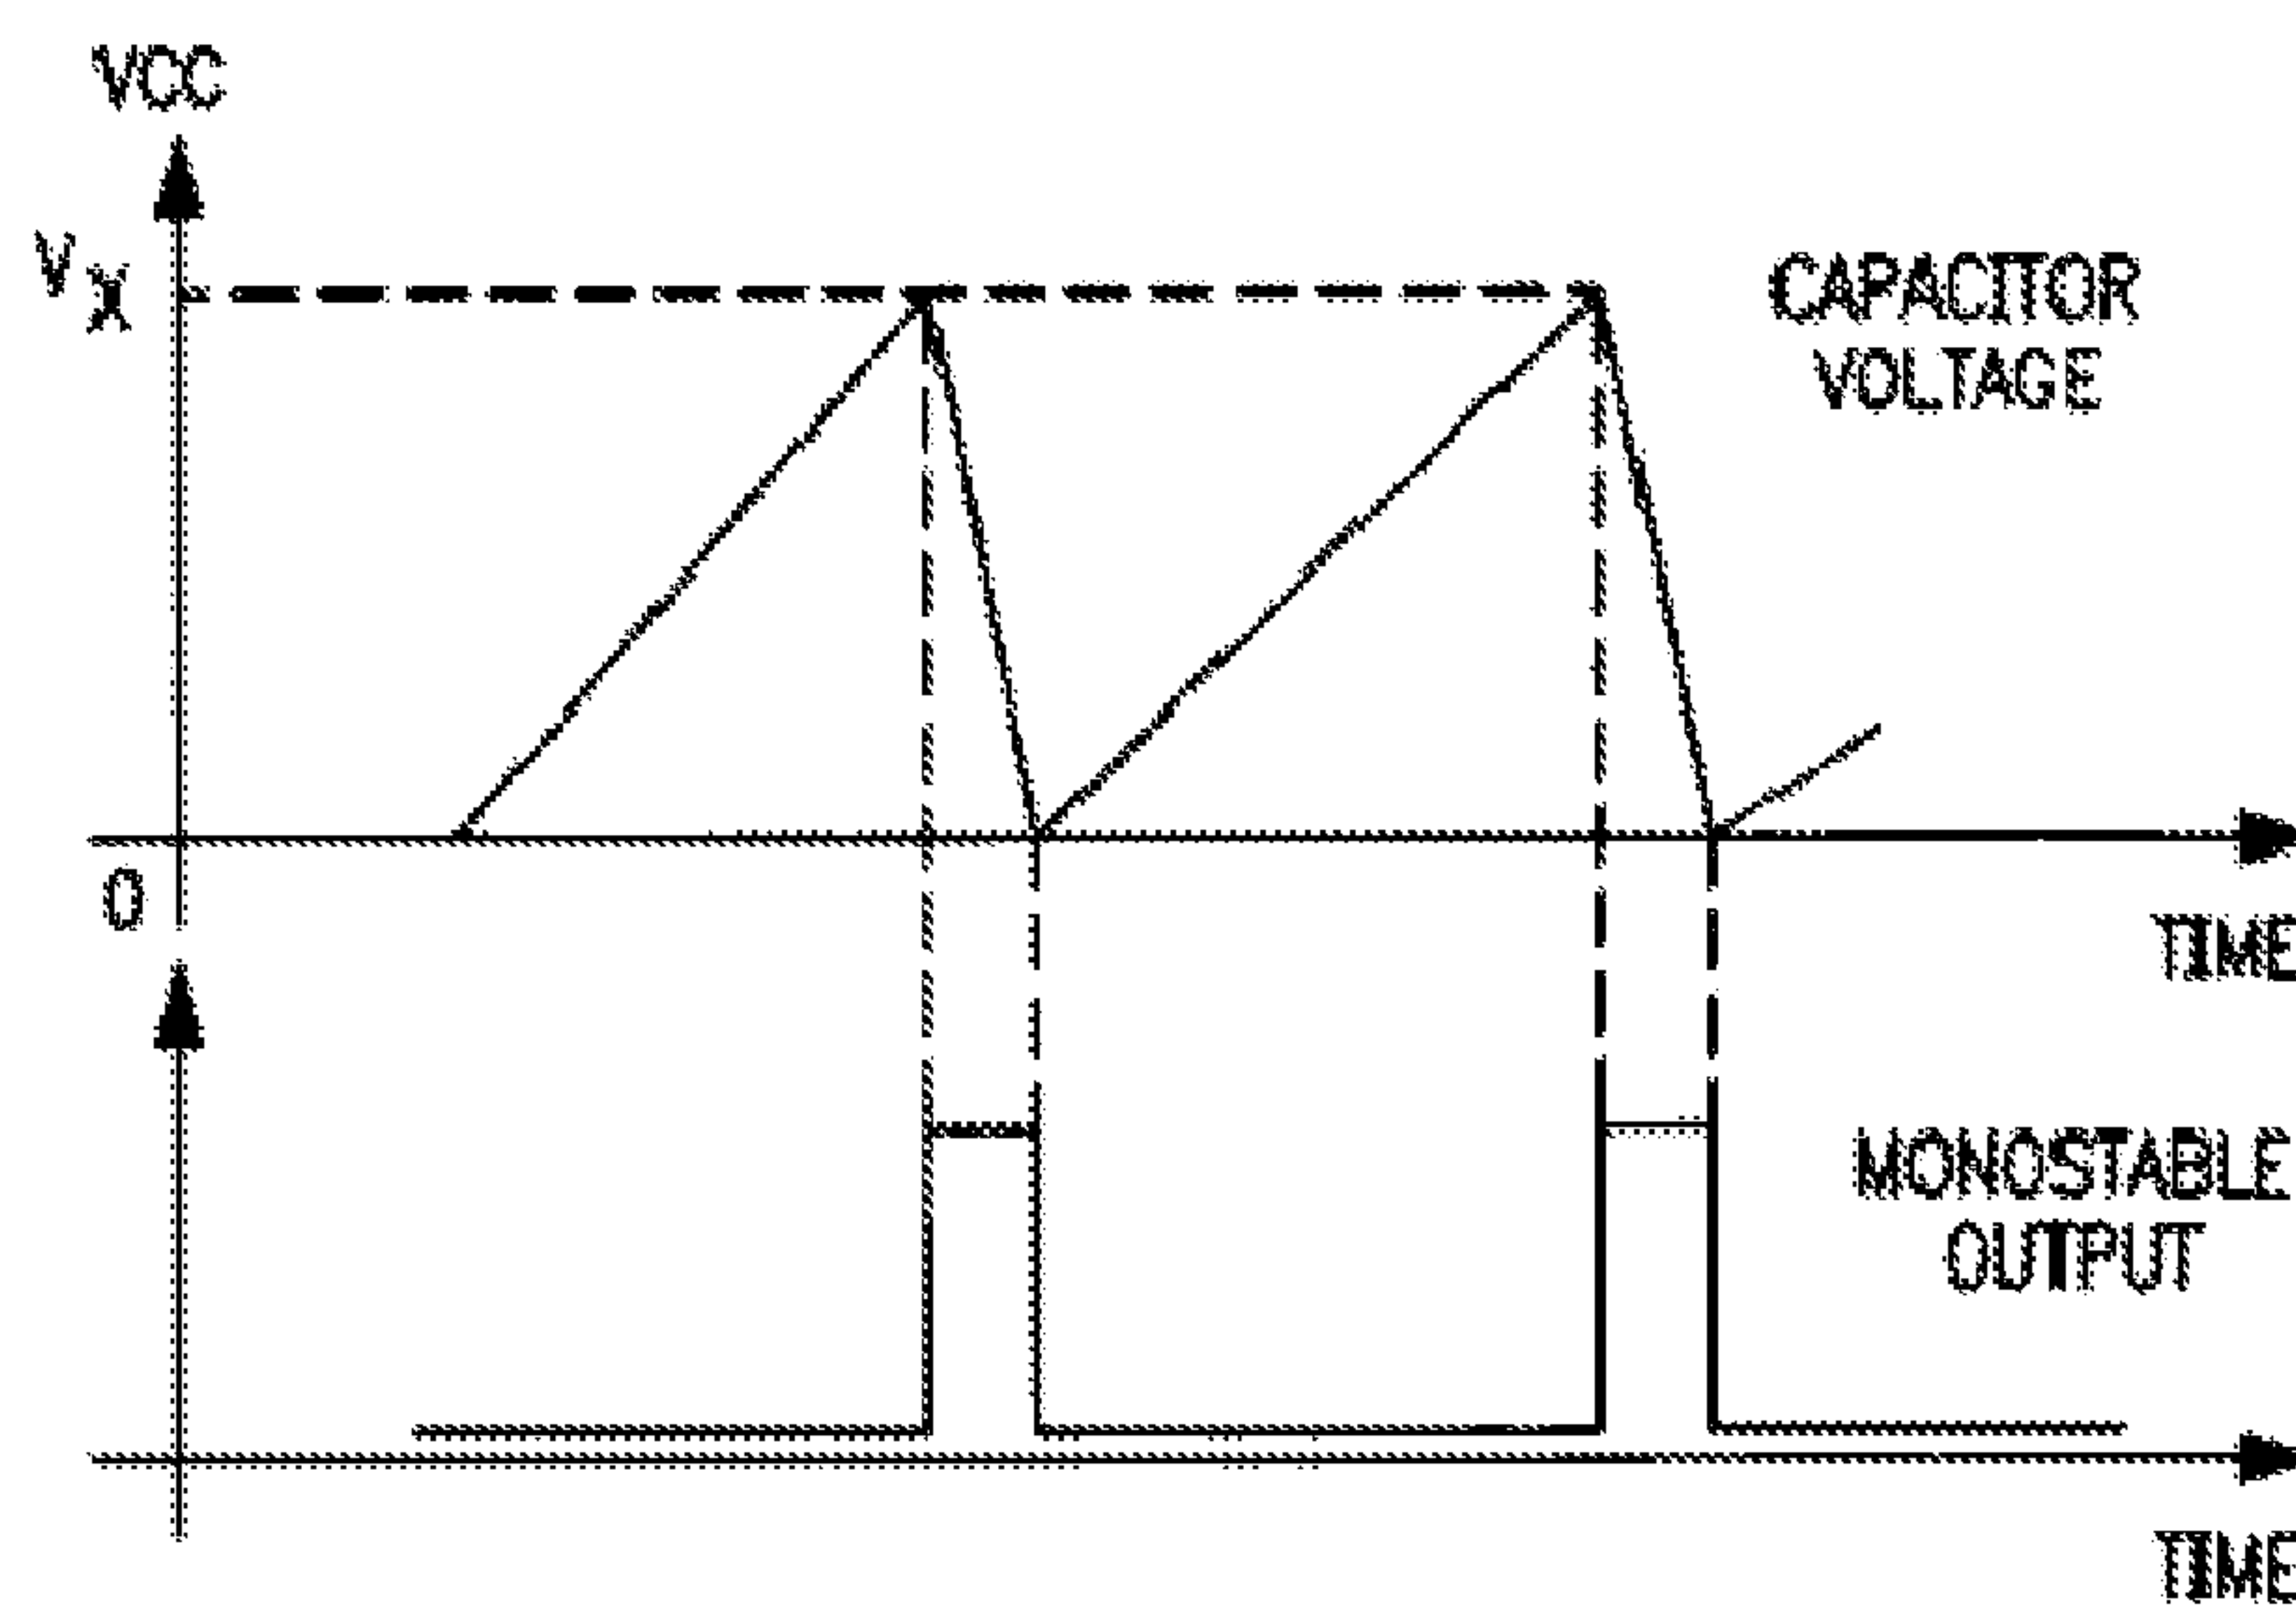 VCC
VX
CAPACITOR
VOLTAGE
0
TIME
MONOSTABLE
OUTPUT
TIME